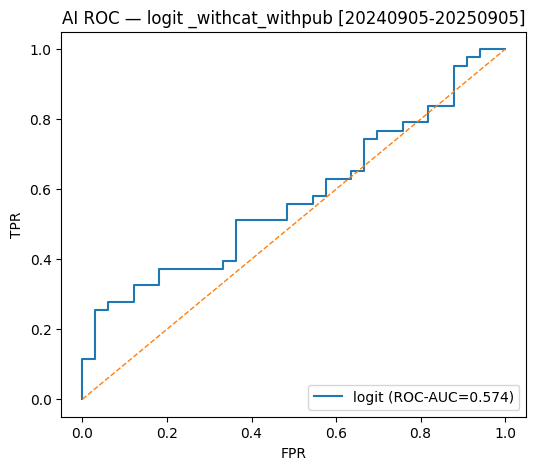 AI ROC — logit _withcat_withpub [20240905-20250905]
1.0
0.8
0.6
0.4
0.2
0.0
TPR
logit (ROC-AUC=0.574)
0.0 0.2 0.4 0.6 0.8 1.0
FPR